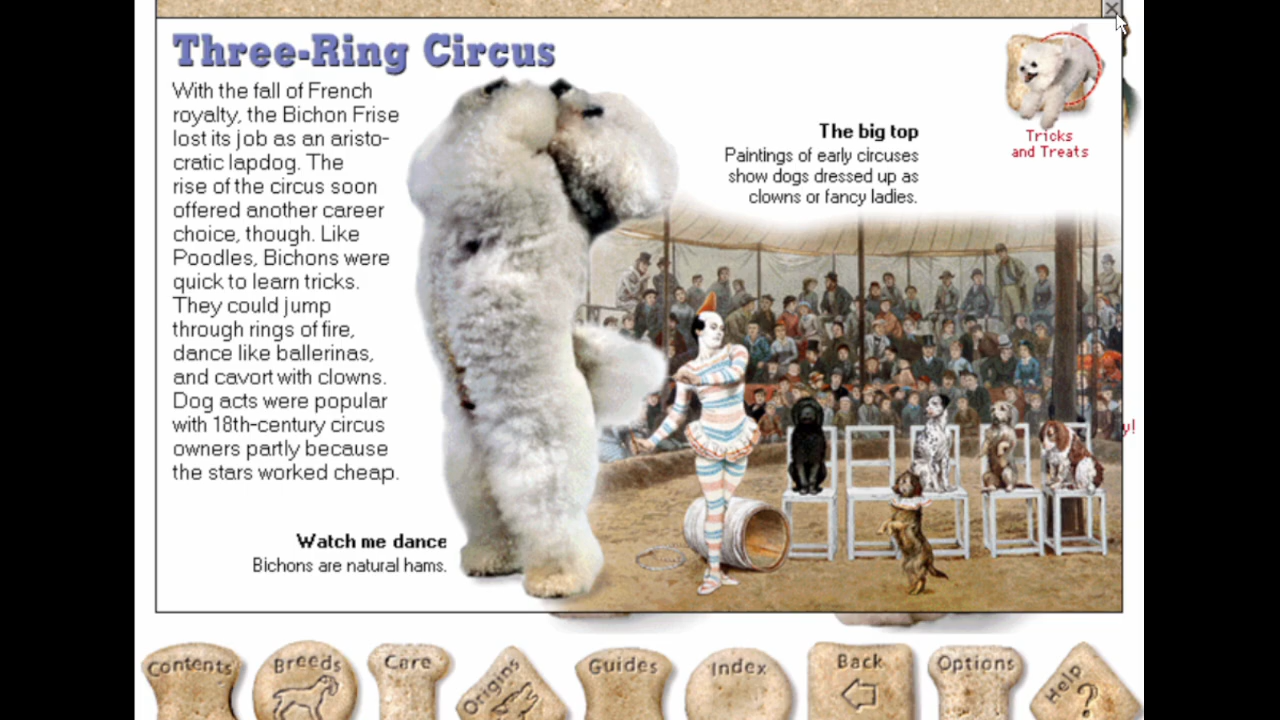 Three-Ring Circus
With the fall of French
royalty, the Bichon Frise
lost its job as an aristo-
cratic lapdog. The
rise of the circus soon
offered another career
choice, though. Like
Poodles, Bichons were
quick to learn tricks.
They could jump
through rings of fire,
dance like ballerinas,
and cavort with clowns.
Dog acts were popular
with 18th-century circus
owners partly because
the stars worked cheap.
Watch me dance
Bichons are natural hams.
The big top
Paintings of early circuses
show dogs dressed up as
clowns or fancy ladies.
Tricks
and Treats
y!
Contents
Breeds
Care
Origins
Guides
Index
Back
Options
Help
?